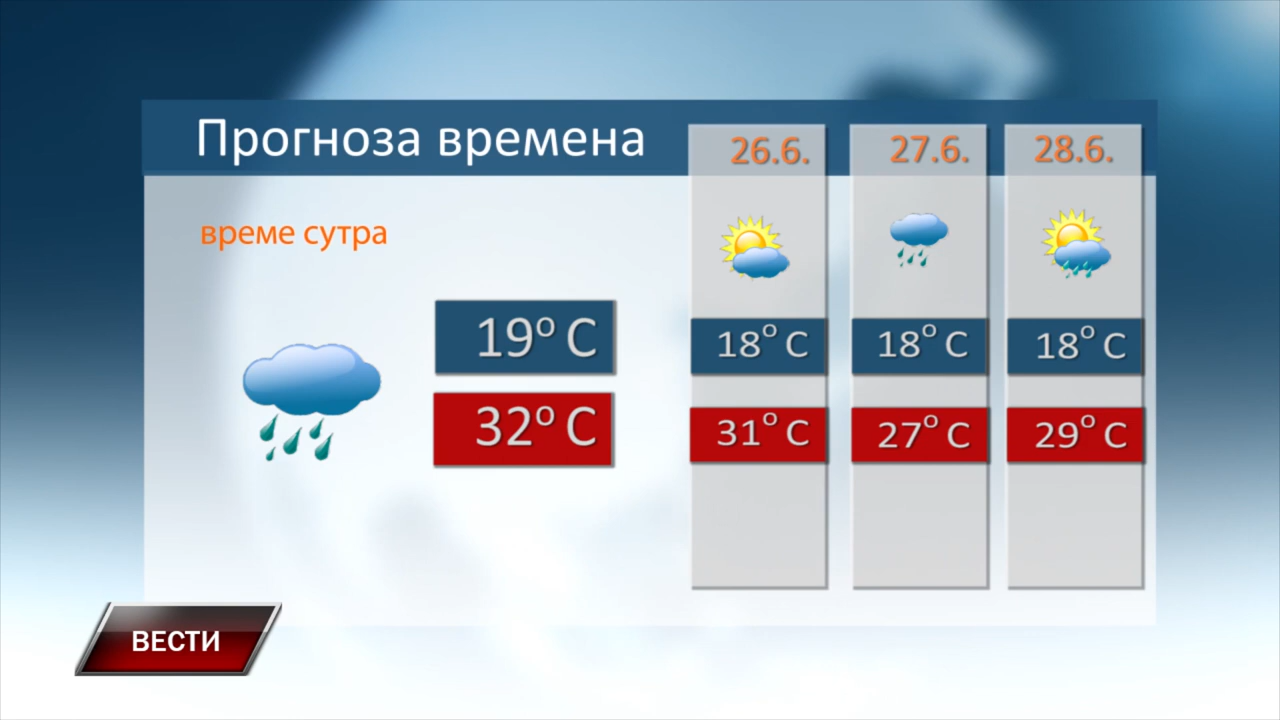 Прогноза времена
време сутра
19° C
32° C
26.6.
18° C
31° C
27.6.
18° C
27° C
28.6.
18° C
29° C
ВЕСТИ